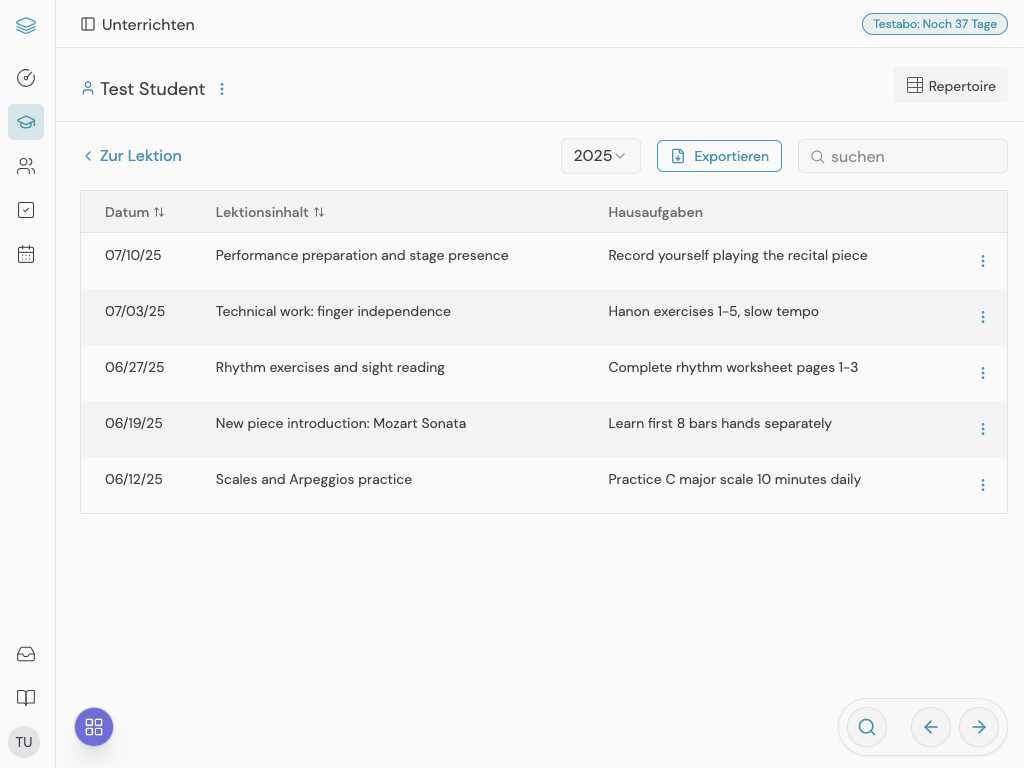 Unterrichten
Testabo: Noch 37 Tage
Test Student
Repertoire
Zur Lektion
2025
Exportieren
suchen
Datum Lektionsinhalt Hausaufgaben
07/10/25 Performance preparation and stage presence Record yourself playing the recital piece
07/03/25 Technical work: finger independence Hanon exercises 1-5, slow tempo
06/27/25 Rhythm exercises and sight reading Complete rhythm worksheet pages 1-3
06/19/25 New piece introduction: Mozart Sonata Learn first 8 bars hands separately
06/12/25 Scales and Arpeggios practice Practice C major scale 10 minutes daily
TU